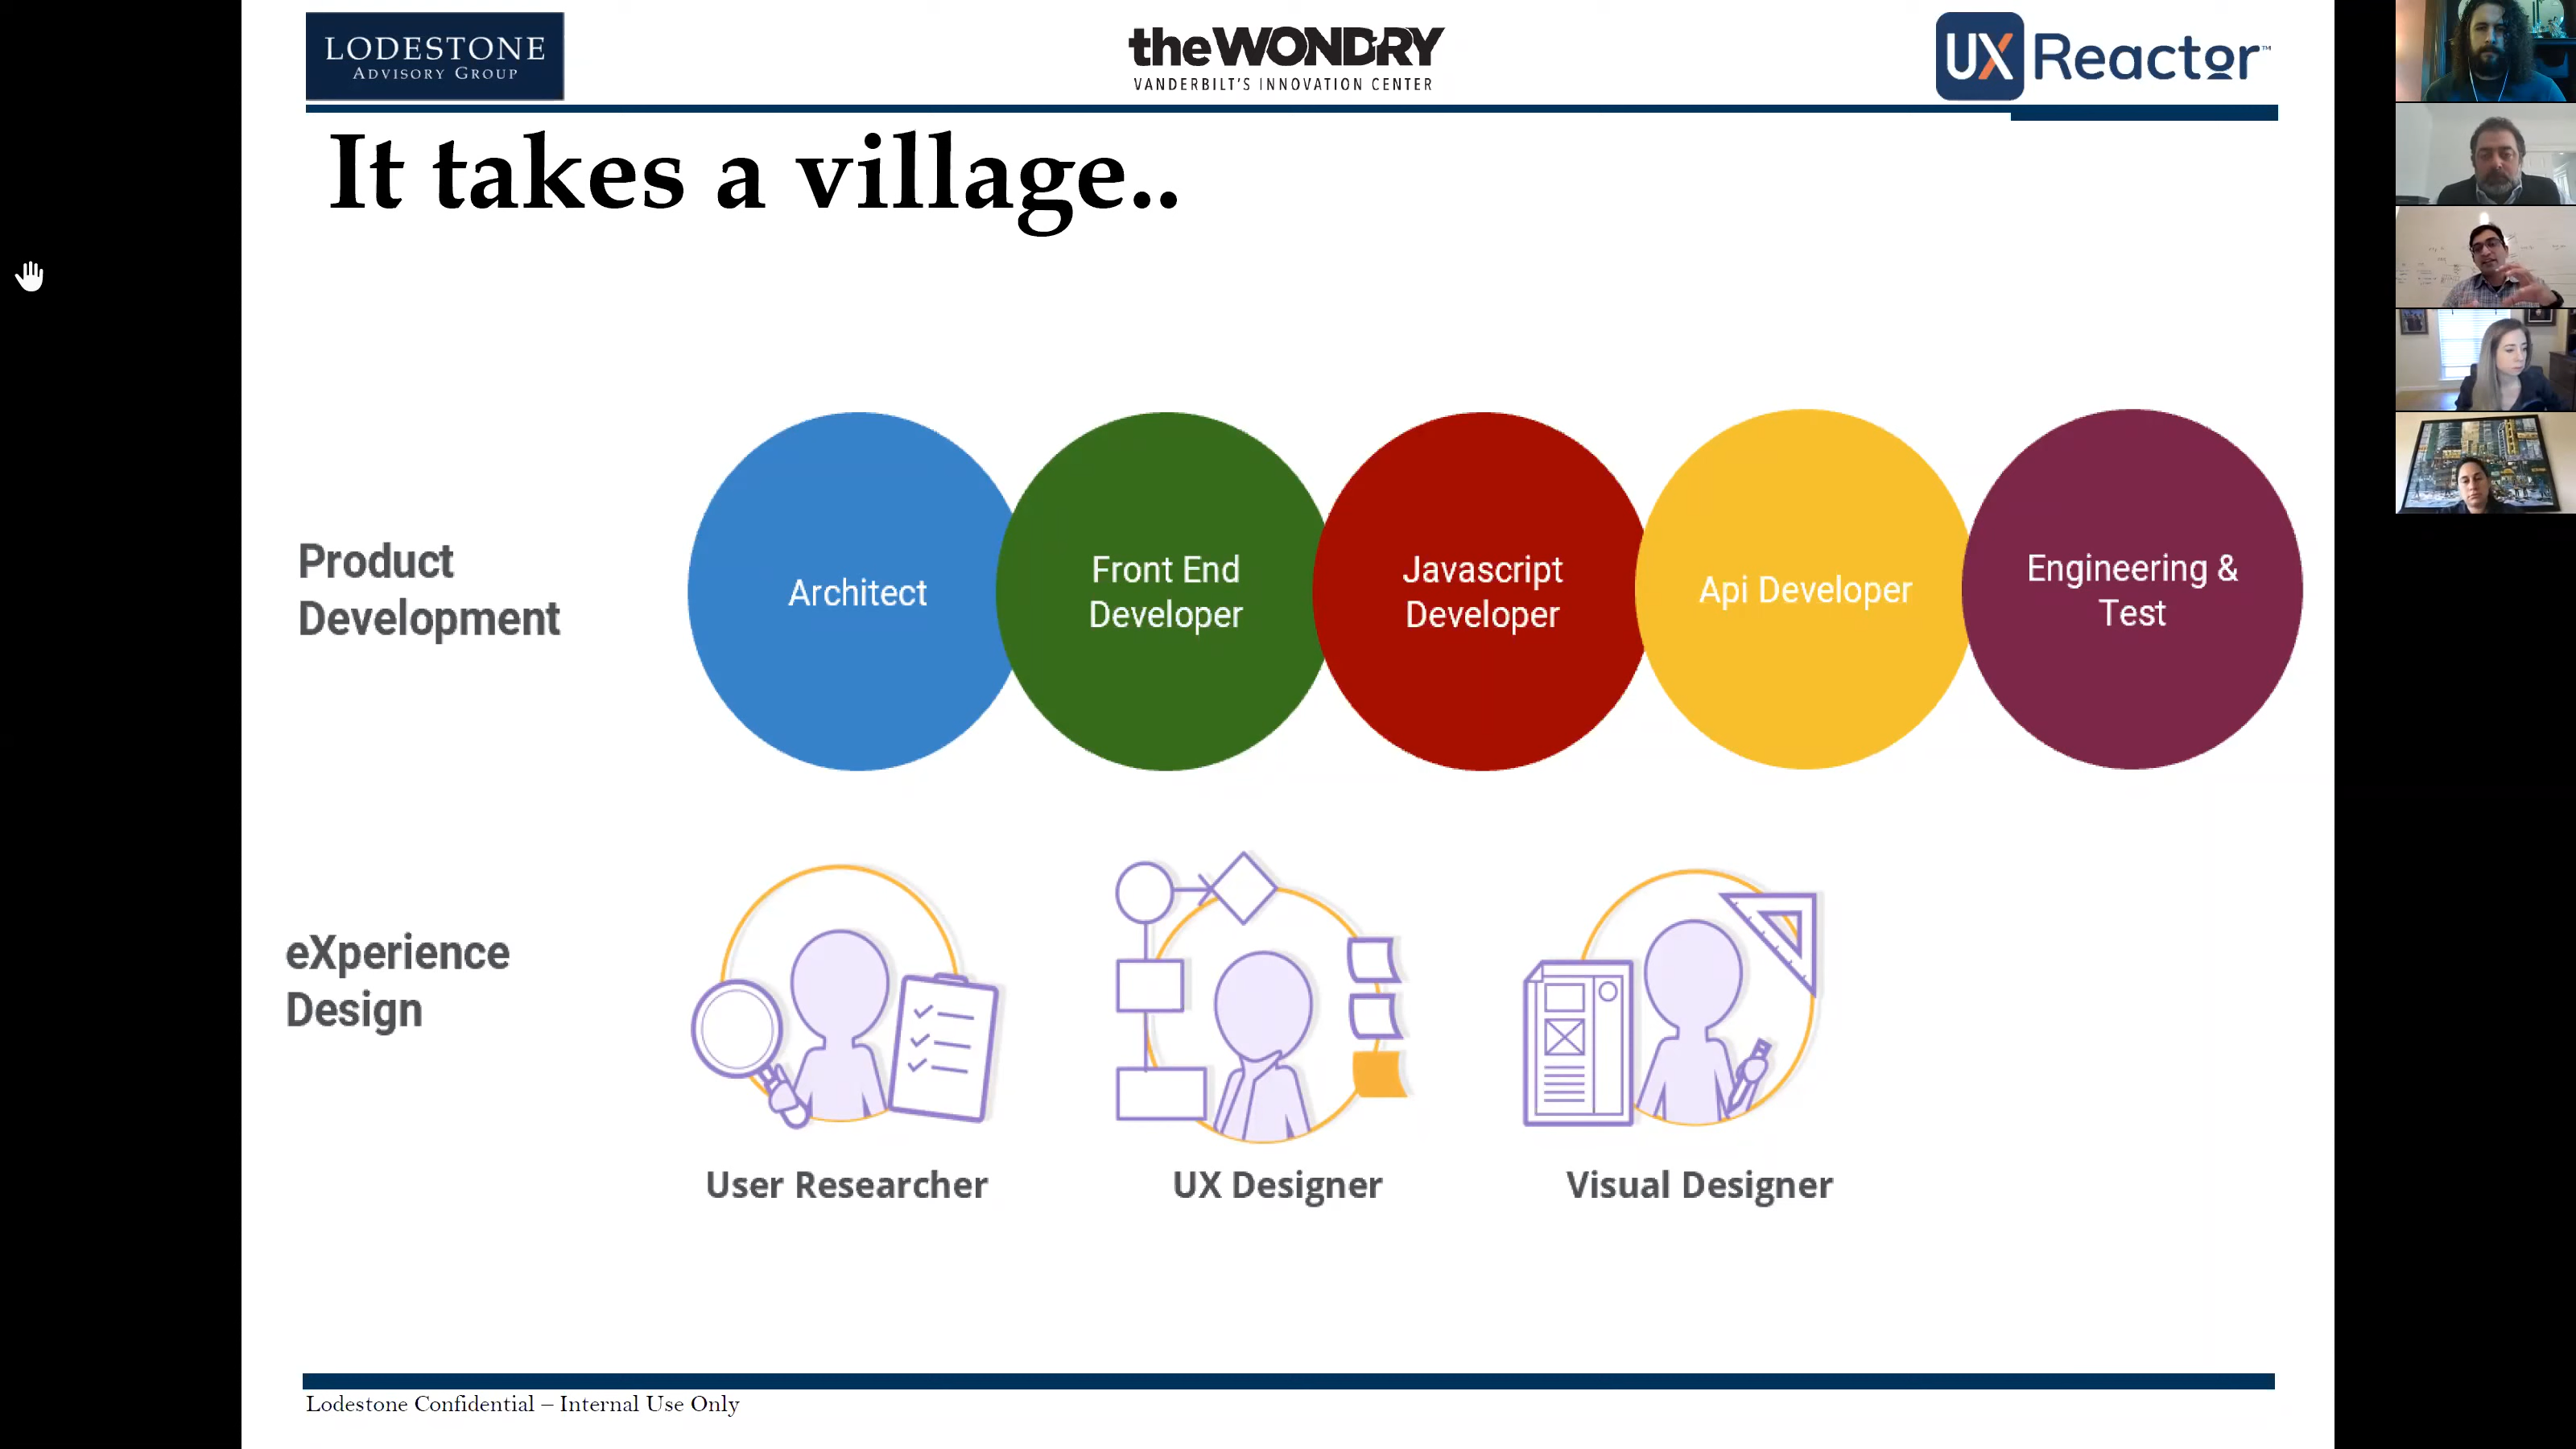 LODESTONE
ADVISORY GROUP
theWONDRY
VANDERBILT'S INNOVATION CENTER
UX Reactor™
It takes a village..
Product
Development
Architect
Front End
Developer
Javascript
Developer
Api Developer
Engineering &
Test
eXperience
Design
User Researcher
UX Designer
Visual Designer
Lodestone Confidential – Internal Use Only